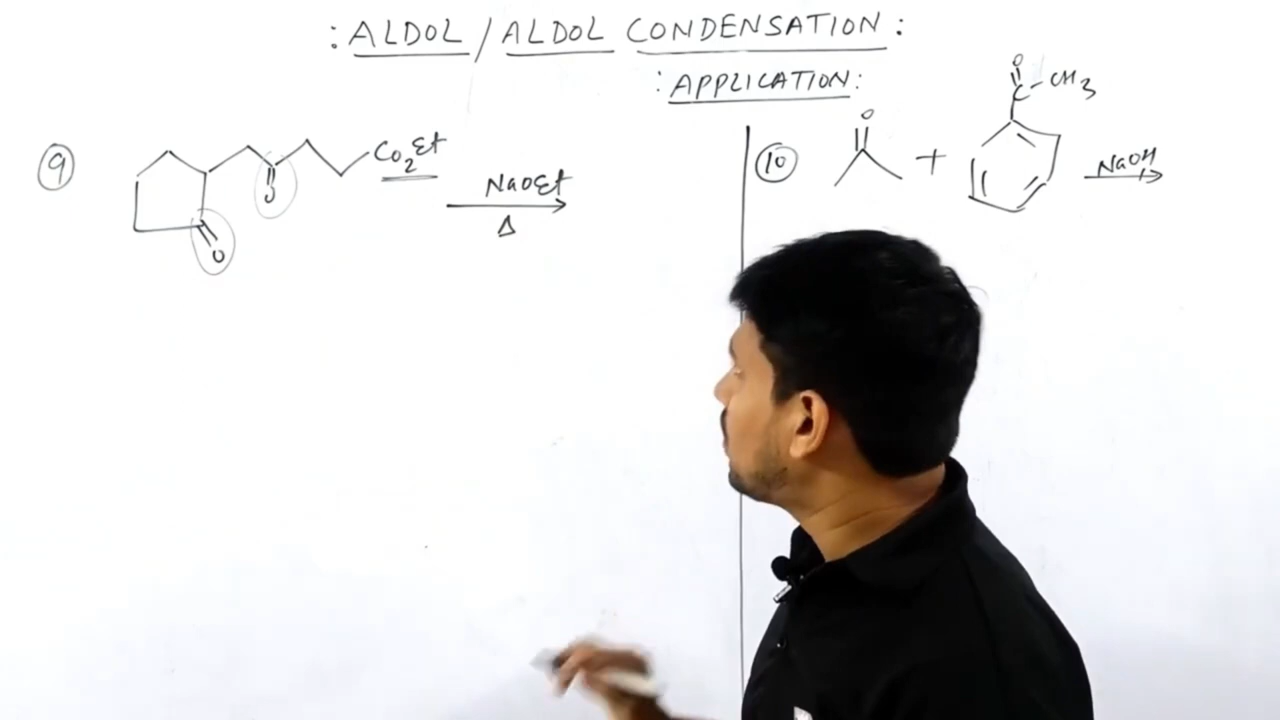 : ALDOL / ALDOL CONDENSATION :
: APPLICATION :
9
CO2Et
O
O
NaOEt
Δ
10
O
+
O
C
CH3
NaOH